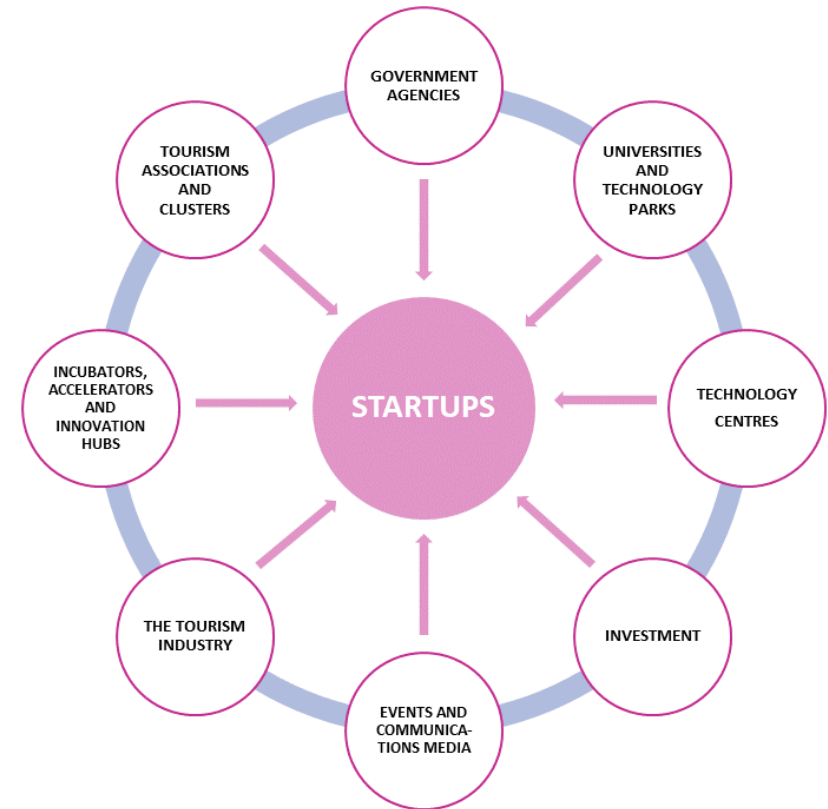 GOVERNMENT
AGENCIES
UNIVERSITIES
AND
TECHNOLOGY
PARKS
TECHNOLOGY
CENTRES
INVESTMENT
EVENTS AND
COMMUNICA-
TIONS MEDIA
THE TOURISM
INDUSTRY
INCUBATORS,
ACCELERATORS
AND
INNOVATION
HUBS
TOURISM
ASSOCIATIONS
AND
CLUSTERS
STARTUPS